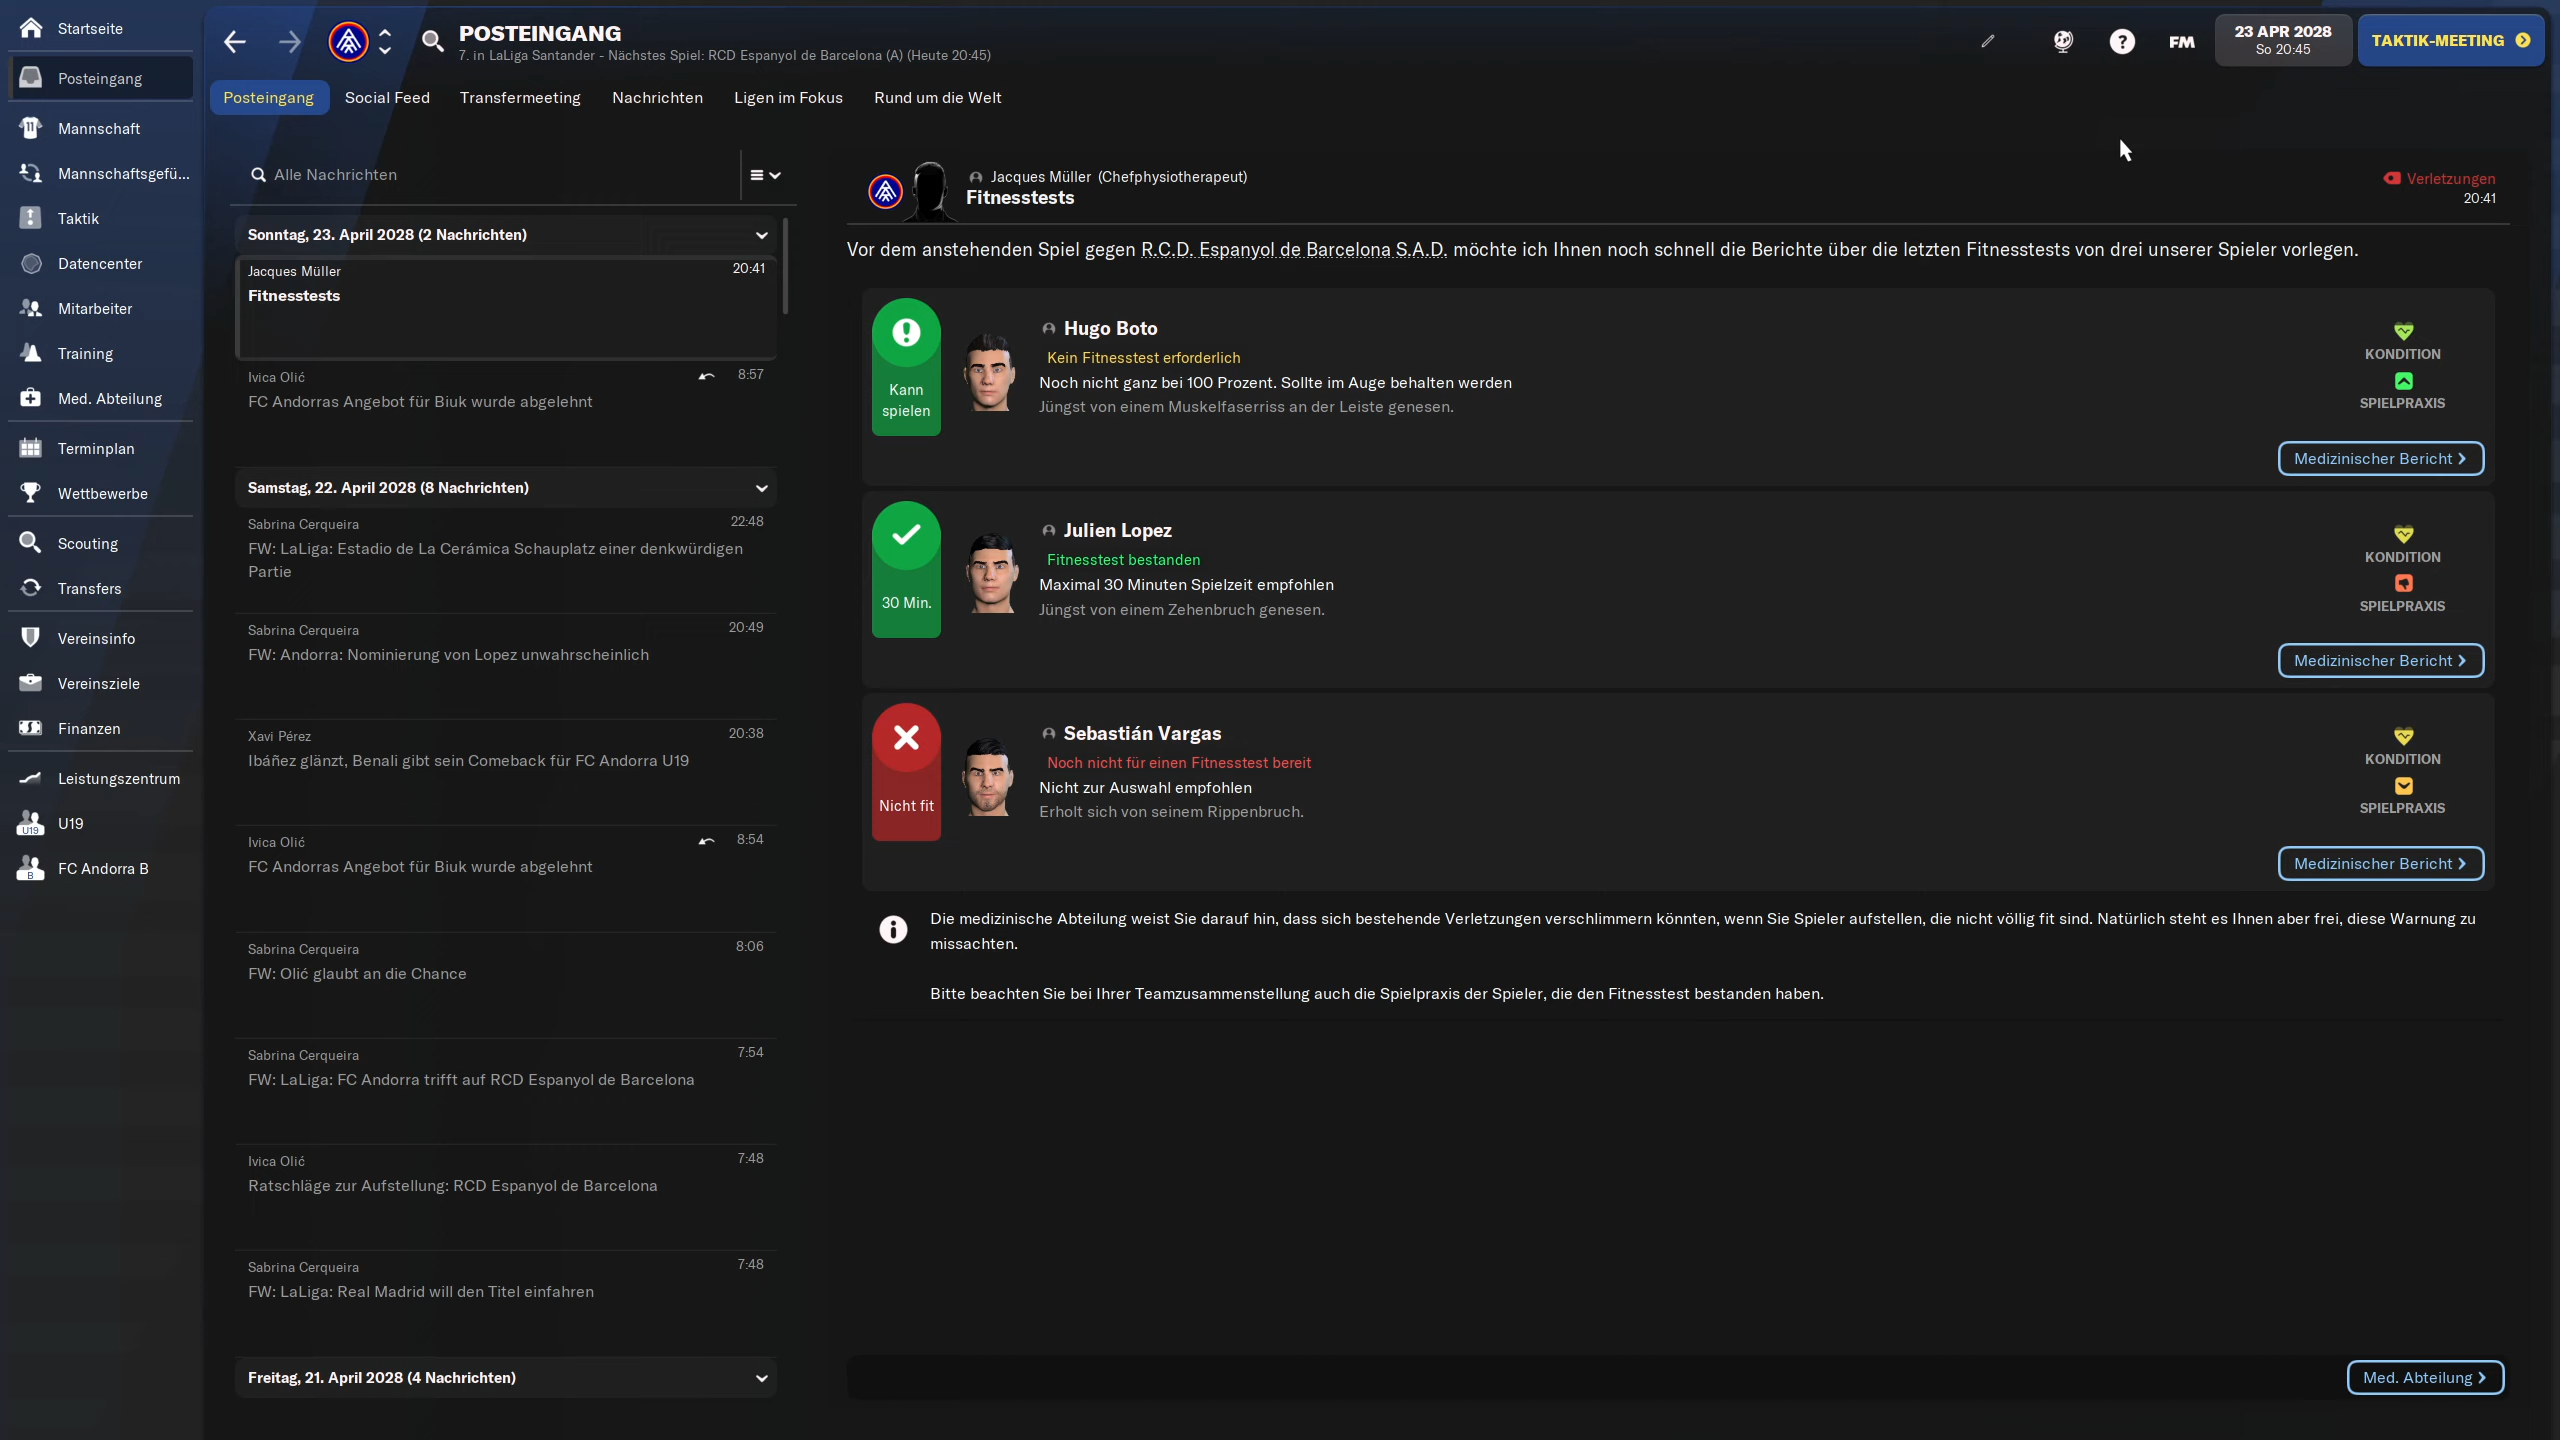 Startseite
Posteingang
Mannschaft
Mannschaftsgefü...
Taktik
Datencenter
Mitarbeiter
Training
Med. Abteilung
Terminplan
Wettbewerbe
Scouting
Transfers
Vereinsinfo
Vereinsziele
Finanzen
Leistungszentrum
U19
U19
B
FC Andorra B
POSTEINGANG
7. in LaLiga Santander - Nächstes Spiel: RCD Espanyol de Barcelona (A) (Heute 20:45)
FM
23 APR 2028
So 20:45
TAKTIK-MEETING
Posteingang Social Feed Transfermeeting Nachrichten Ligen im Fokus Rund um die Welt
Alle Nachrichten
Sonntag, 23. April 2028 (2 Nachrichten)
Jacques Müller 20:41
Fitnesstests
Ivica Olić 8:57
FC Andorras Angebot für Biuk wurde abgelehnt
Samstag, 22. April 2028 (8 Nachrichten)
Sabrina Cerqueira 22:48
FW: LaLiga: Estadio de La Cerámica Schauplatz einer denkwürdigen
Partie
Sabrina Cerqueira 20:49
FW: Andorra: Nominierung von Lopez unwahrscheinlich
Xavi Pérez 20:38
Ibáñez glänzt, Benali gibt sein Comeback für FC Andorra U19
Ivica Olić 8:54
FC Andorras Angebot für Biuk wurde abgelehnt
Sabrina Cerqueira 8:06
FW: Olić glaubt an die Chance
Sabrina Cerqueira 7:54
FW: LaLiga: FC Andorra trifft auf RCD Espanyol de Barcelona
Ivica Olić 7:48
Ratschläge zur Aufstellung: RCD Espanyol de Barcelona
Sabrina Cerqueira 7:48
FW: LaLiga: Real Madrid will den Titel einfahren
Freitag, 21. April 2028 (4 Nachrichten)
Jacques Müller (Chefphysiotherapeut)
Fitnesstests
Verletzungen
20:41
Vor dem anstehenden Spiel gegen R.C.D. Espanyol de Barcelona S.A.D. möchte ich Ihnen noch schnell die Berichte über die letzten Fitnesstests von drei unserer Spieler vorlegen.
Kann
spielen
Hugo Boto
Kein Fitnesstest erforderlich
Noch nicht ganz bei 100 Prozent. Sollte im Auge behalten werden
Jüngst von einem Muskelfaserriss an der Leiste genesen.
KONDITION
SPIELPRAXIS
Medizinischer Bericht
30 Min.
Julien Lopez
Fitnesstest bestanden
Maximal 30 Minuten Spielzeit empfohlen
Jüngst von einem Zehenbruch genesen.
KONDITION
SPIELPRAXIS
Medizinischer Bericht
Nicht fit
Sebastián Vargas
Noch nicht für einen Fitnesstest bereit
Nicht zur Auswahl empfohlen
Erholt sich von seinem Rippenbruch.
KONDITION
SPIELPRAXIS
Medizinischer Bericht
Die medizinische Abteilung weist Sie darauf hin, dass sich bestehende Verletzungen verschlimmern könnten, wenn Sie Spieler aufstellen, die nicht völlig fit sind. Natürlich steht es Ihnen aber frei, diese Warnung zu
missachten.
Bitte beachten Sie bei Ihrer Teamzusammenstellung auch die Spielpraxis der Spieler, die den Fitnesstest bestanden haben.
Med. Abteilung